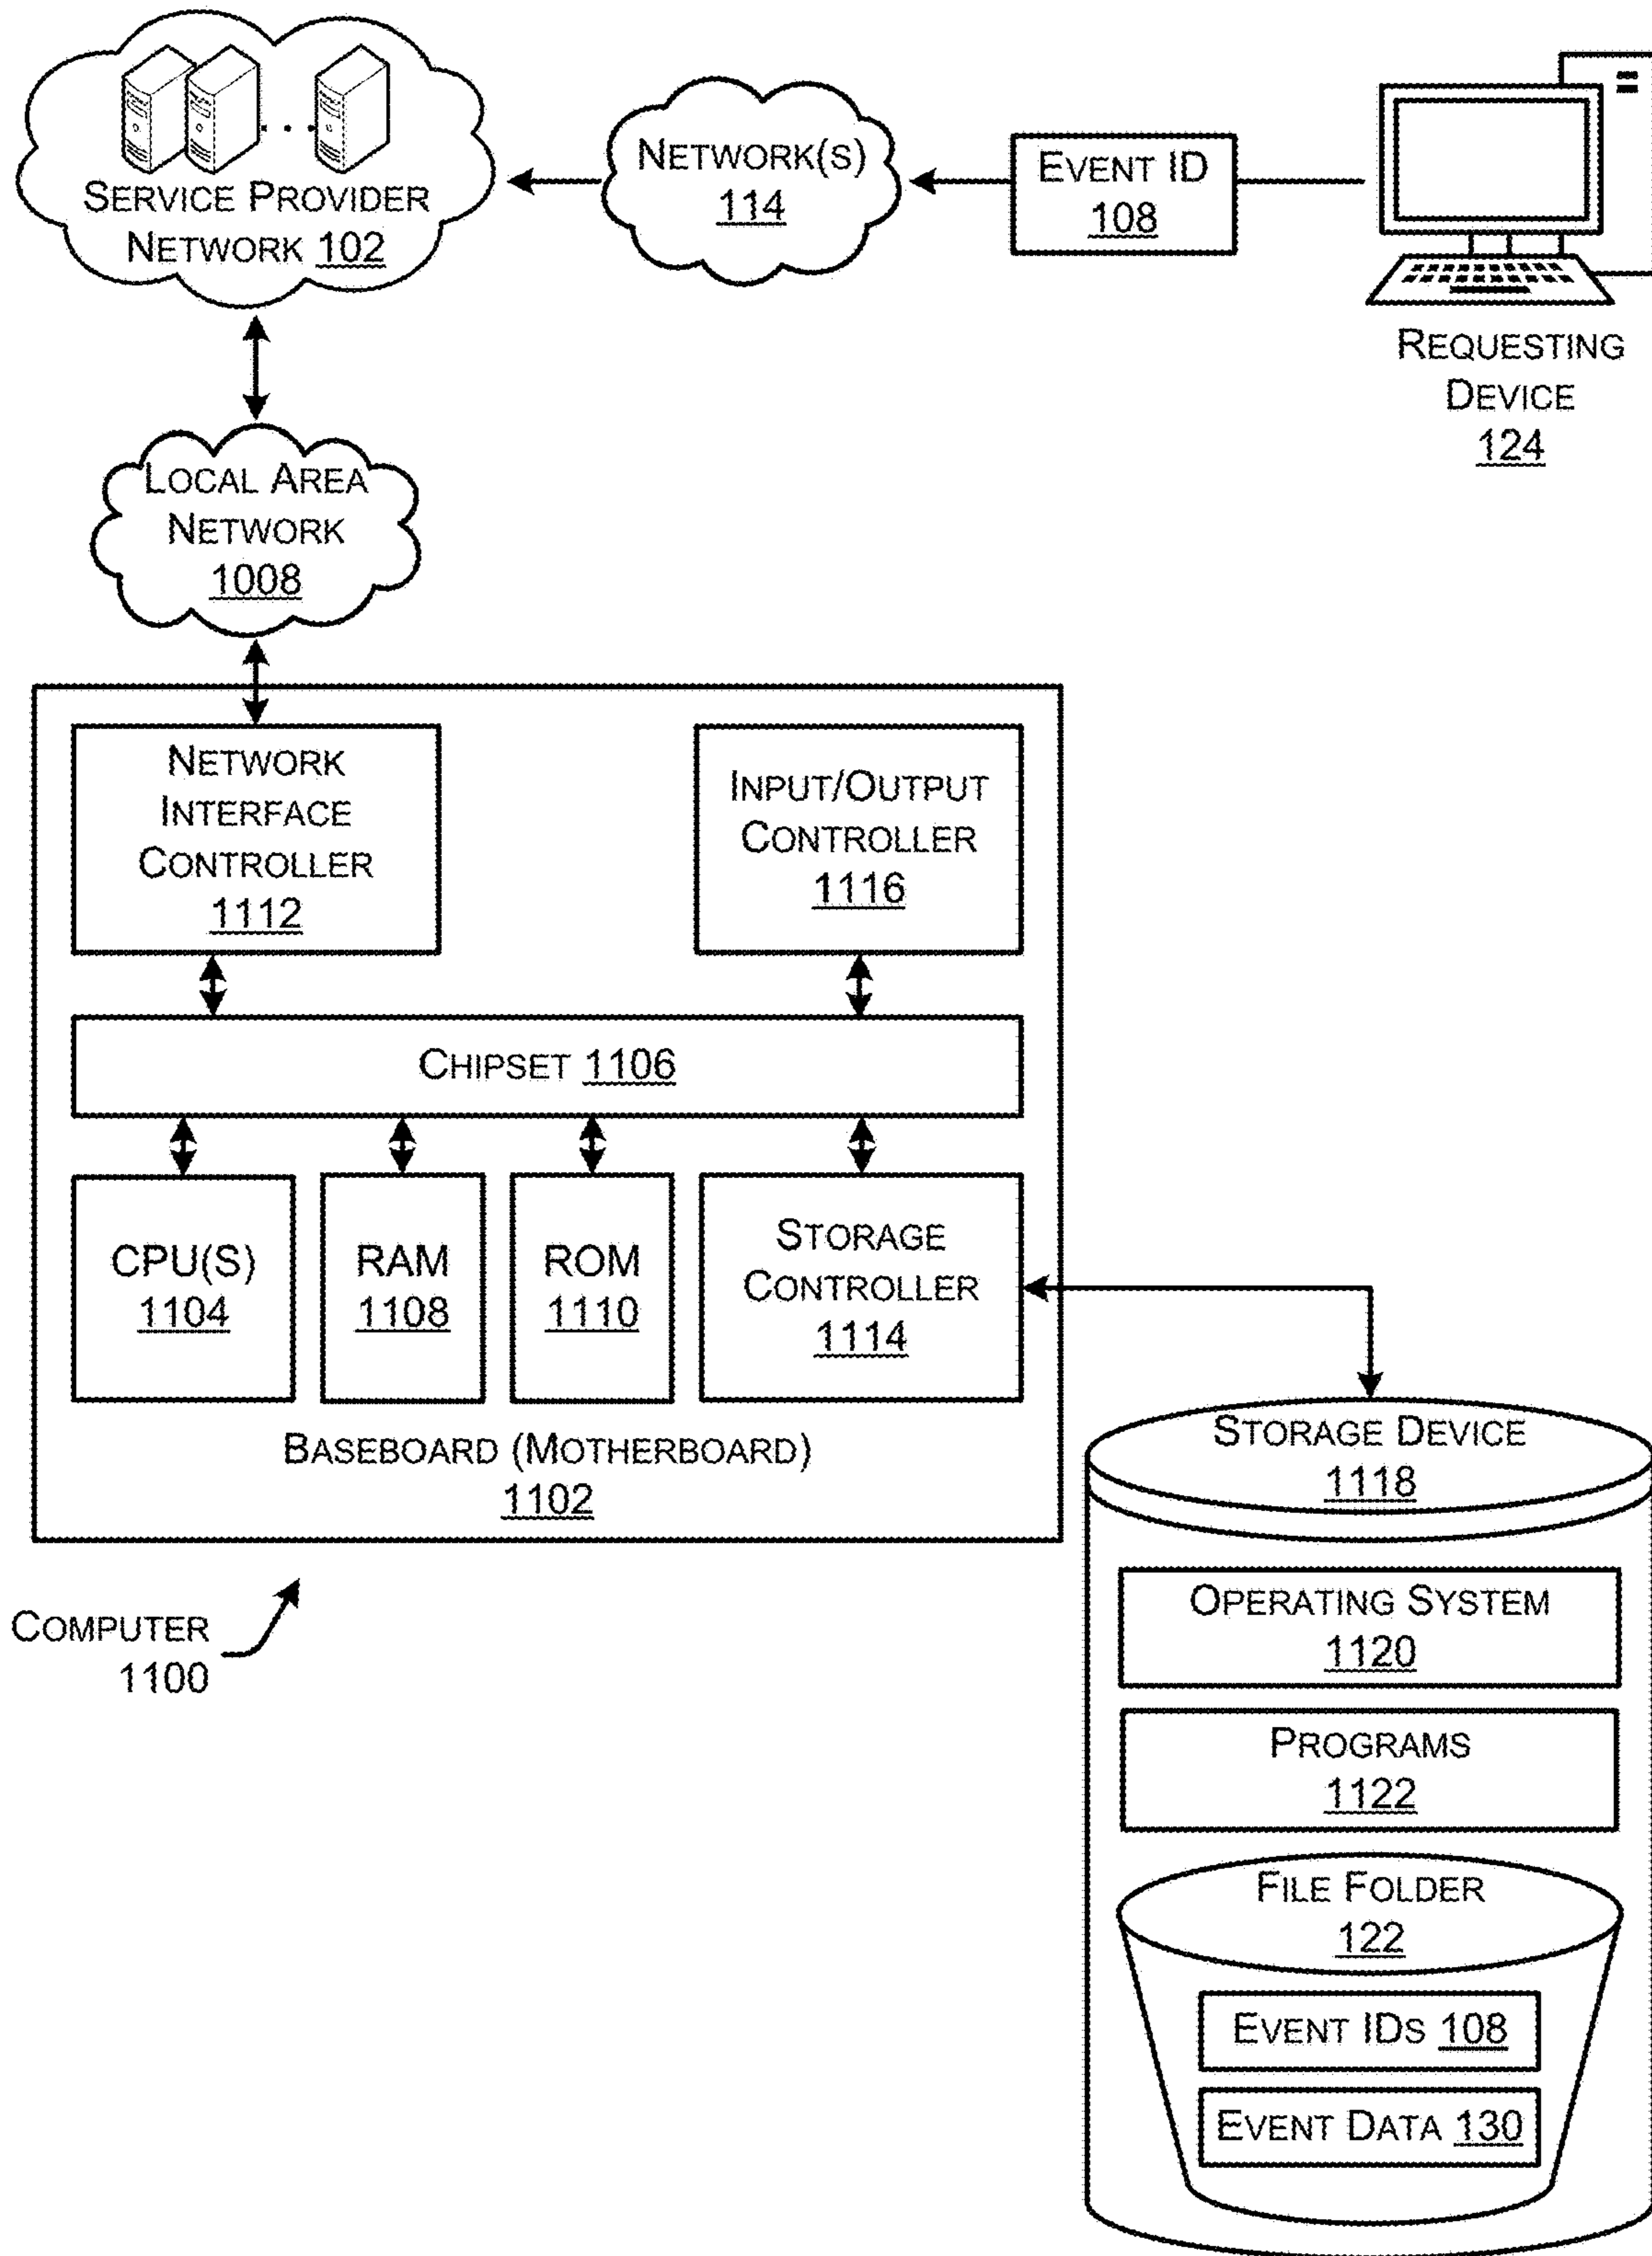 SERVICE PROVIDER
NETWORK 102
NETWORK(S)
114
EVENT ID
108
REQUESTING
DEVICE
124
LOCAL AREA
NETWORK
1008
NETWORK
INTERFACE
CONTROLLER
1112
INPUT/OUTPUT
CONTROLLER
1116
CHIPSET 1106
CPU(S)
1104
RAM
1108
ROM
1110
STORAGE
CONTROLLER
1114
BASEBOARD (MOTHERBOARD)
1102
COMPUTER
1100
STORAGE DEVICE
1118
OPERATING SYSTEM
1120
PROGRAMS
1122
FILE FOLDER
122
EVENT IDS 108
EVENT DATA 130